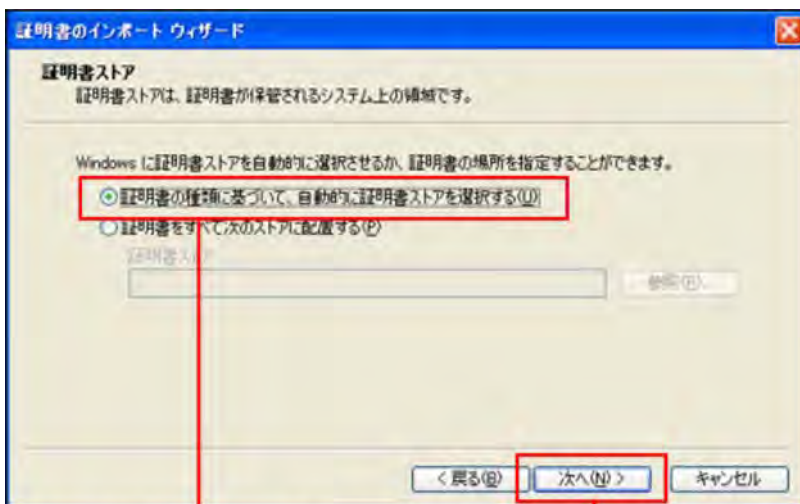 証明書のインポート ウィザード
証明書ストア
証明書ストアは、証明書が保管されるシステム上の領域です。
Windows に証明書ストアを自動的に選択させるか、証明書の場所を指定することができます。
証明書の種類に基づいて、自動的に証明書ストアを選択する(U)
証明書をすべて次のストアに配置する(P)
証明書ストア
参照(R)...
< 戻る(B) 次へ(N) > キャンセル